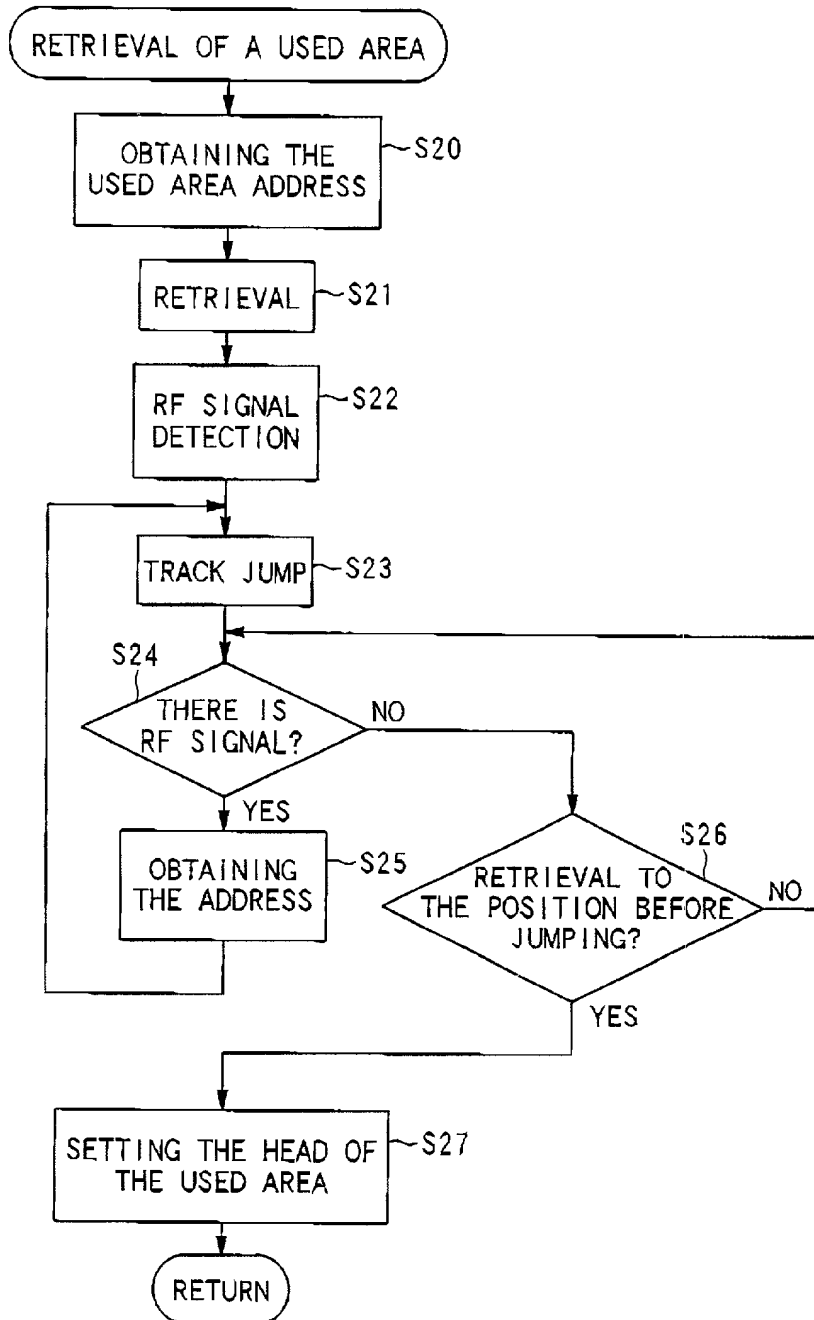 RETRIEVAL OF A USED AREA
OBTAINING THE
USED AREA ADDRESS
S20
RETRIEVAL
S21
RF SIGNAL
DETECTION
S22
TRACK JUMP
S23
S24
THERE IS
RF SIGNAL?
NO
YES
OBTAINING
THE ADDRESS
S25
S26
RETRIEVAL TO
THE POSITION BEFORE
JUMPING?
NO
YES
SETTING THE HEAD OF
THE USED AREA
S27
RETURN